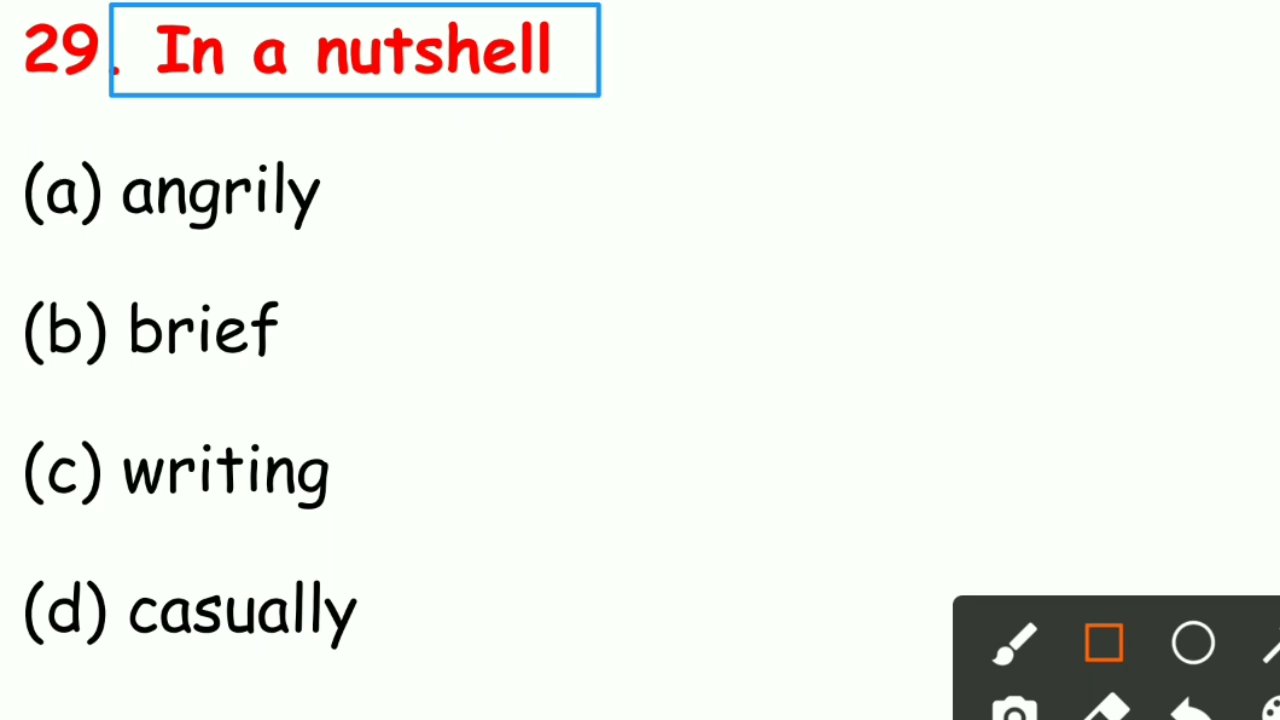 29. In a nutshell
(a) angrily
(b) brief
(c) writing
(d) casually